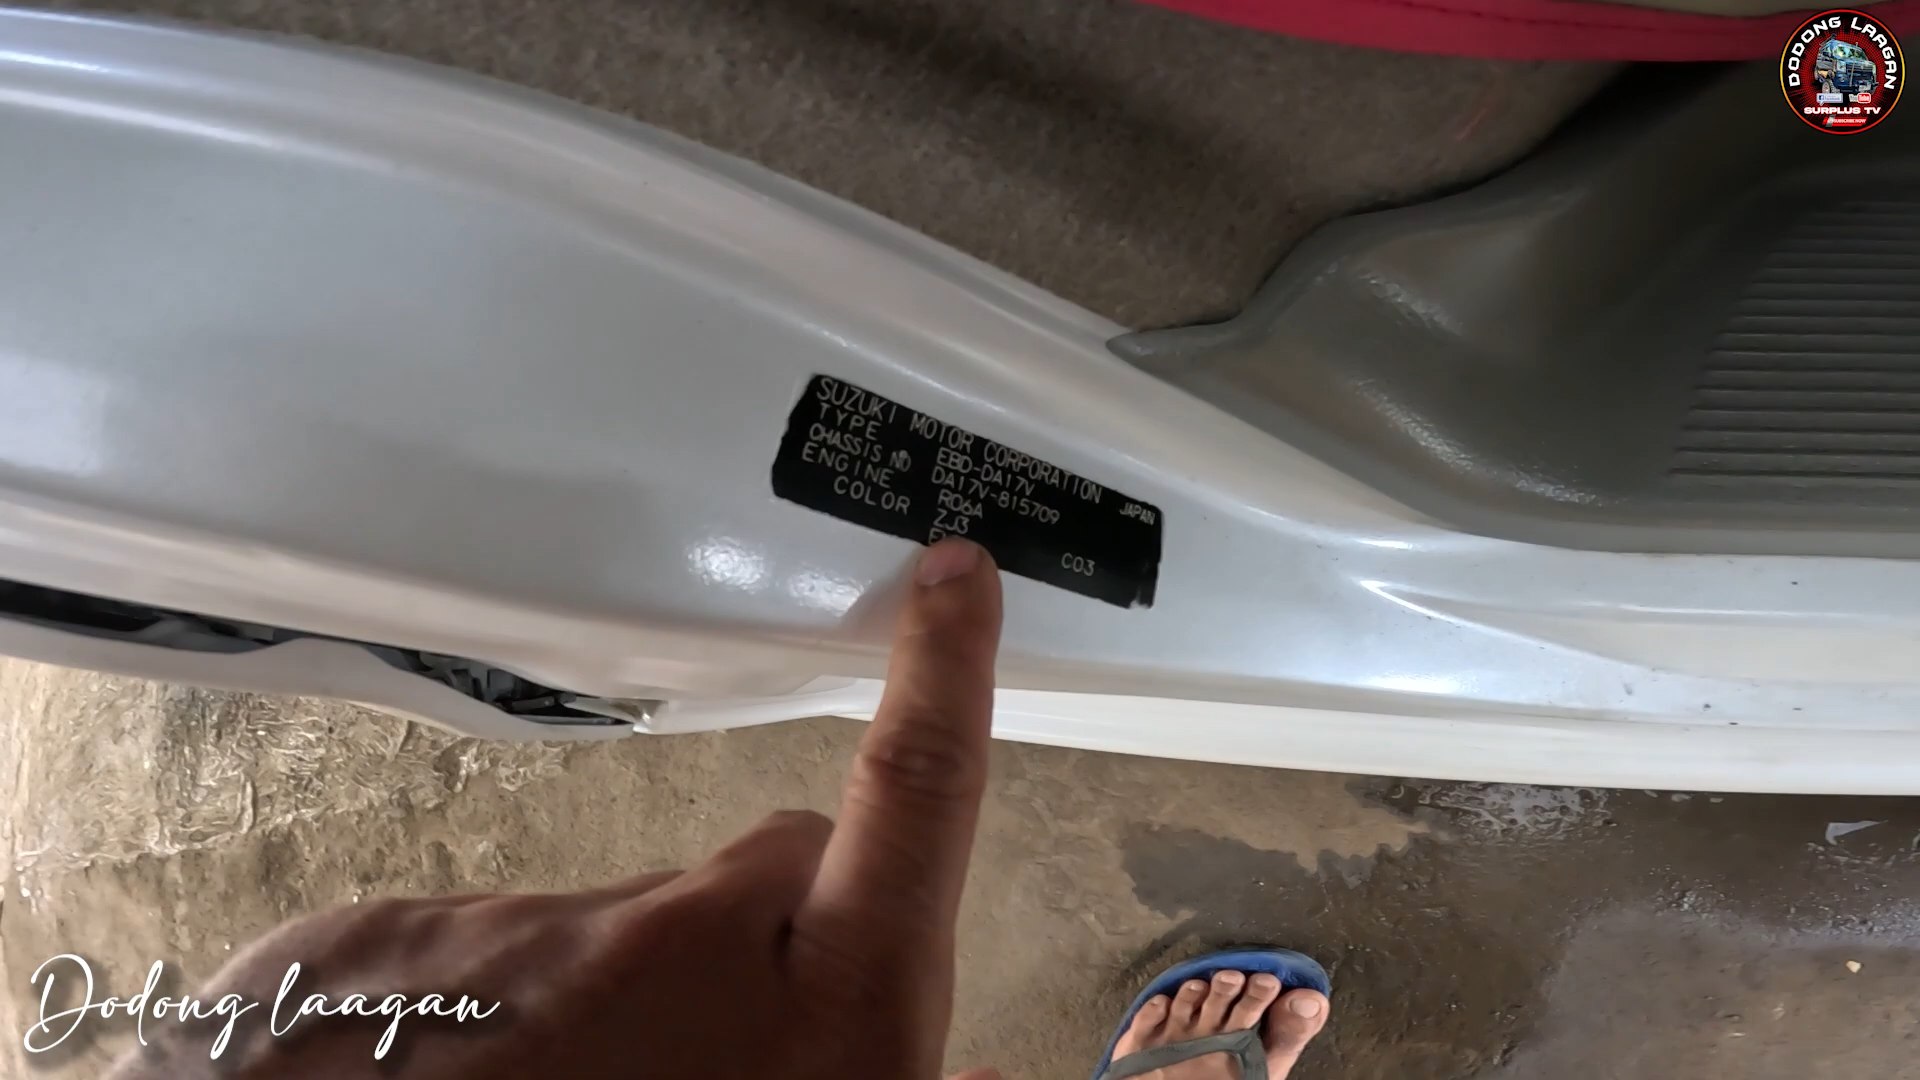 SUZUKI MOTOR CORPORATION JAPAN
TYPE EBD-DA17V
CHASSIS NO DA17V-815709
ENGINE R06A
COLOR ZJ3
C03
DODONG LAAGAN
SURPLUS TV
Dodong laagan